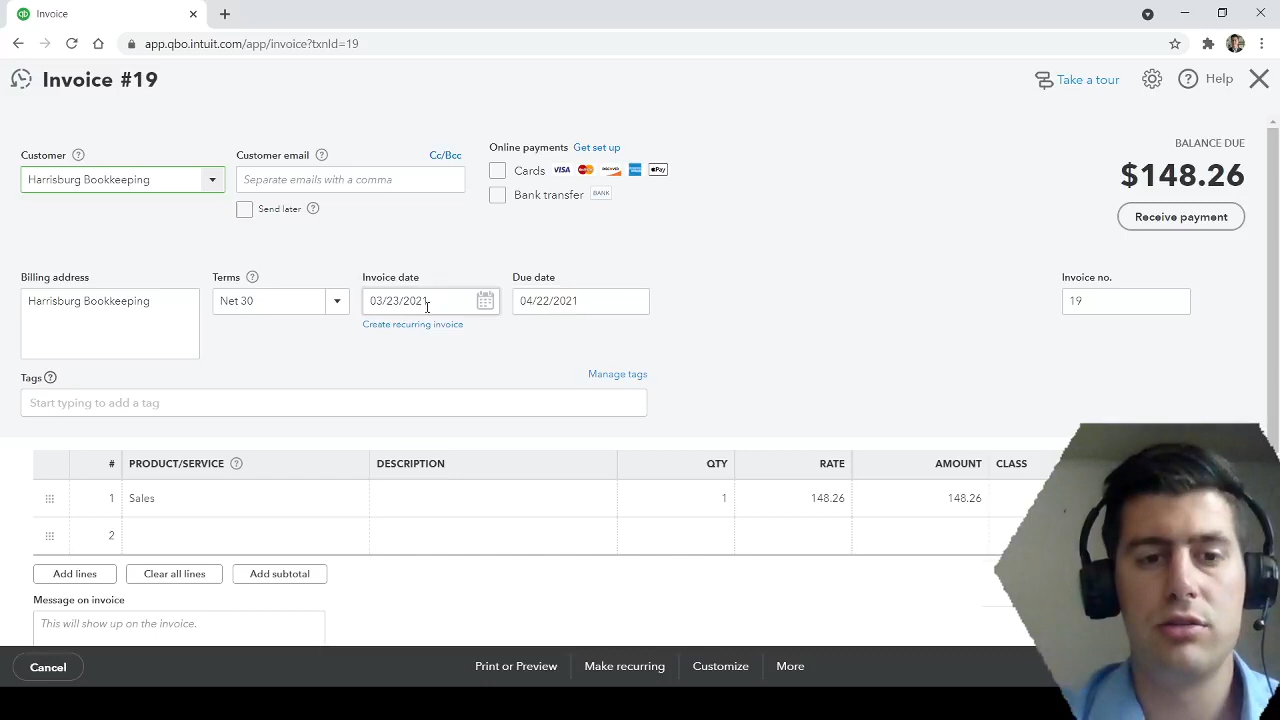 Invoice
app.qbo.intuit.com/app/invoice?txnId=19
Invoice #19
Take a tour
Help
Customer
Customer email
Cc/Bcc
Online payments Get set up
BALANCE DUE
Harrisburg Bookkeeping
Separate emails with a comma
Cards VISA Pay
$148.26
Send later
Bank transfer BANK
Receive payment
Billing address
Terms
Invoice date
Due date
Invoice no.
Harrisburg Bookkeeping
Net 30
03/23/2021
04/22/2021
19
Create recurring invoice
Tags
Manage tags
Start typing to add a tag
# PRODUCT/SERVICE DESCRIPTION QTY RATE AMOUNT CLASS
1 Sales 1 148.26 148.26
2
Add lines
Clear all lines
Add subtotal
Message on invoice
This will show up on the invoice.
Cancel
Print or Preview
Make recurring
Customize
More